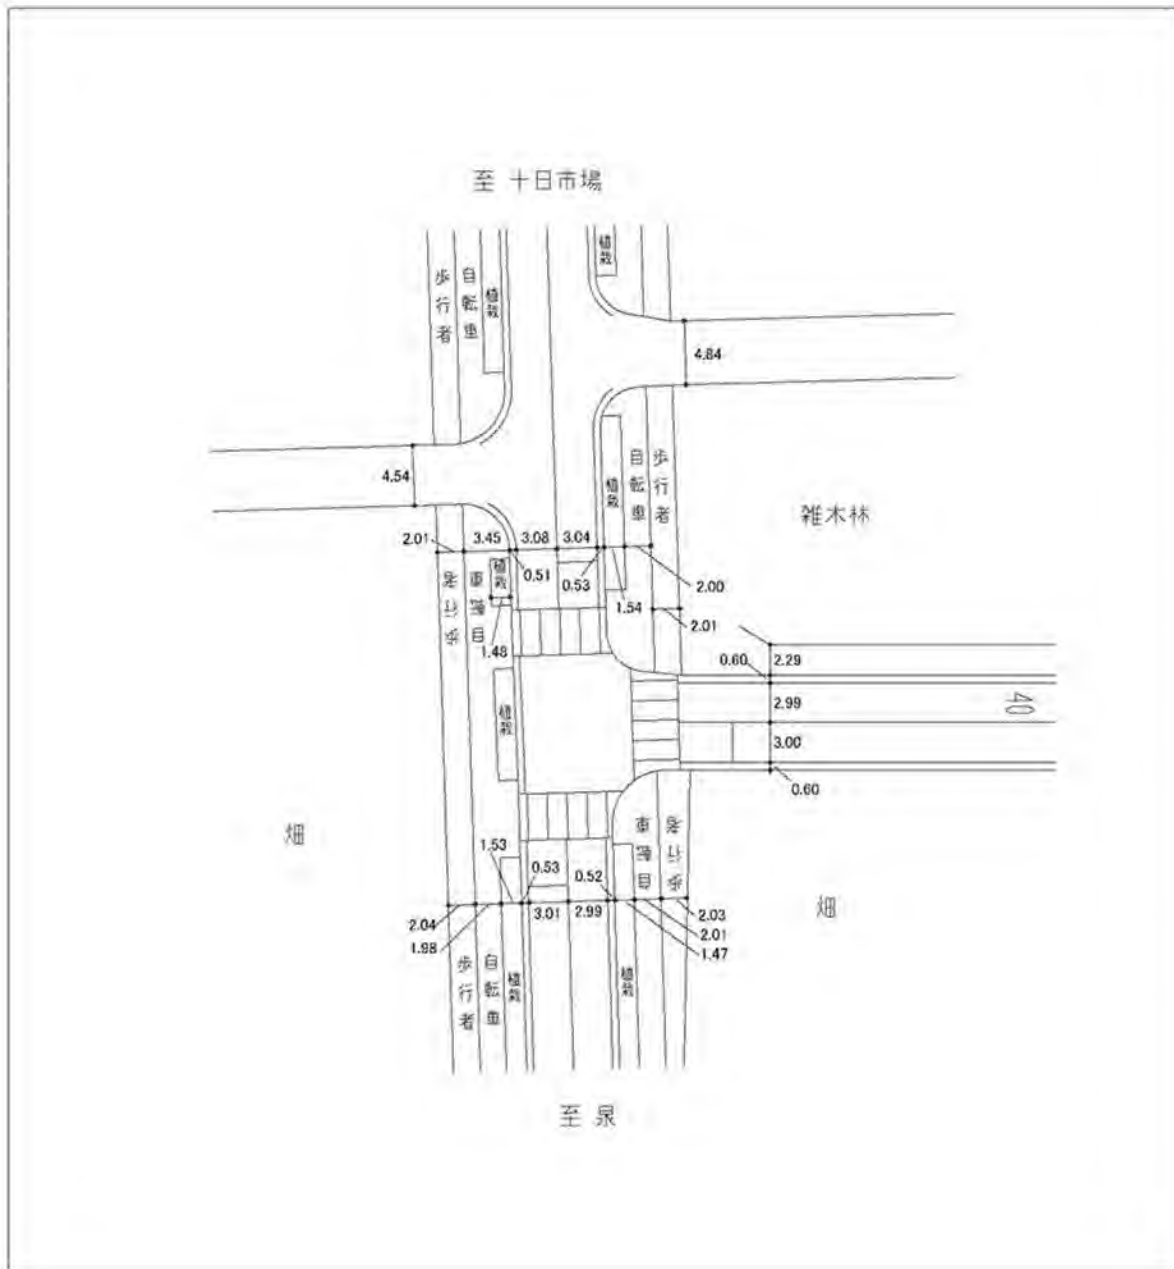 至 十日市場
歩行者
自転車
植栽
植栽
4.84
4.54
植栽
自転車
歩行者
雑木林
2.01
3.45
3.08
3.04
0.51
0.53
1.54
2.00
2.01
歩行者
自転車
植栽
1.48
植栽
0.60
2.29
2.99
3.00
0.60
40
畑
自転車
歩行者
畑
1.53
0.53
0.52
2.04
1.98
3.01
2.99
2.03
2.01
1.47
歩行者
自転車
植栽
植栽
至 泉